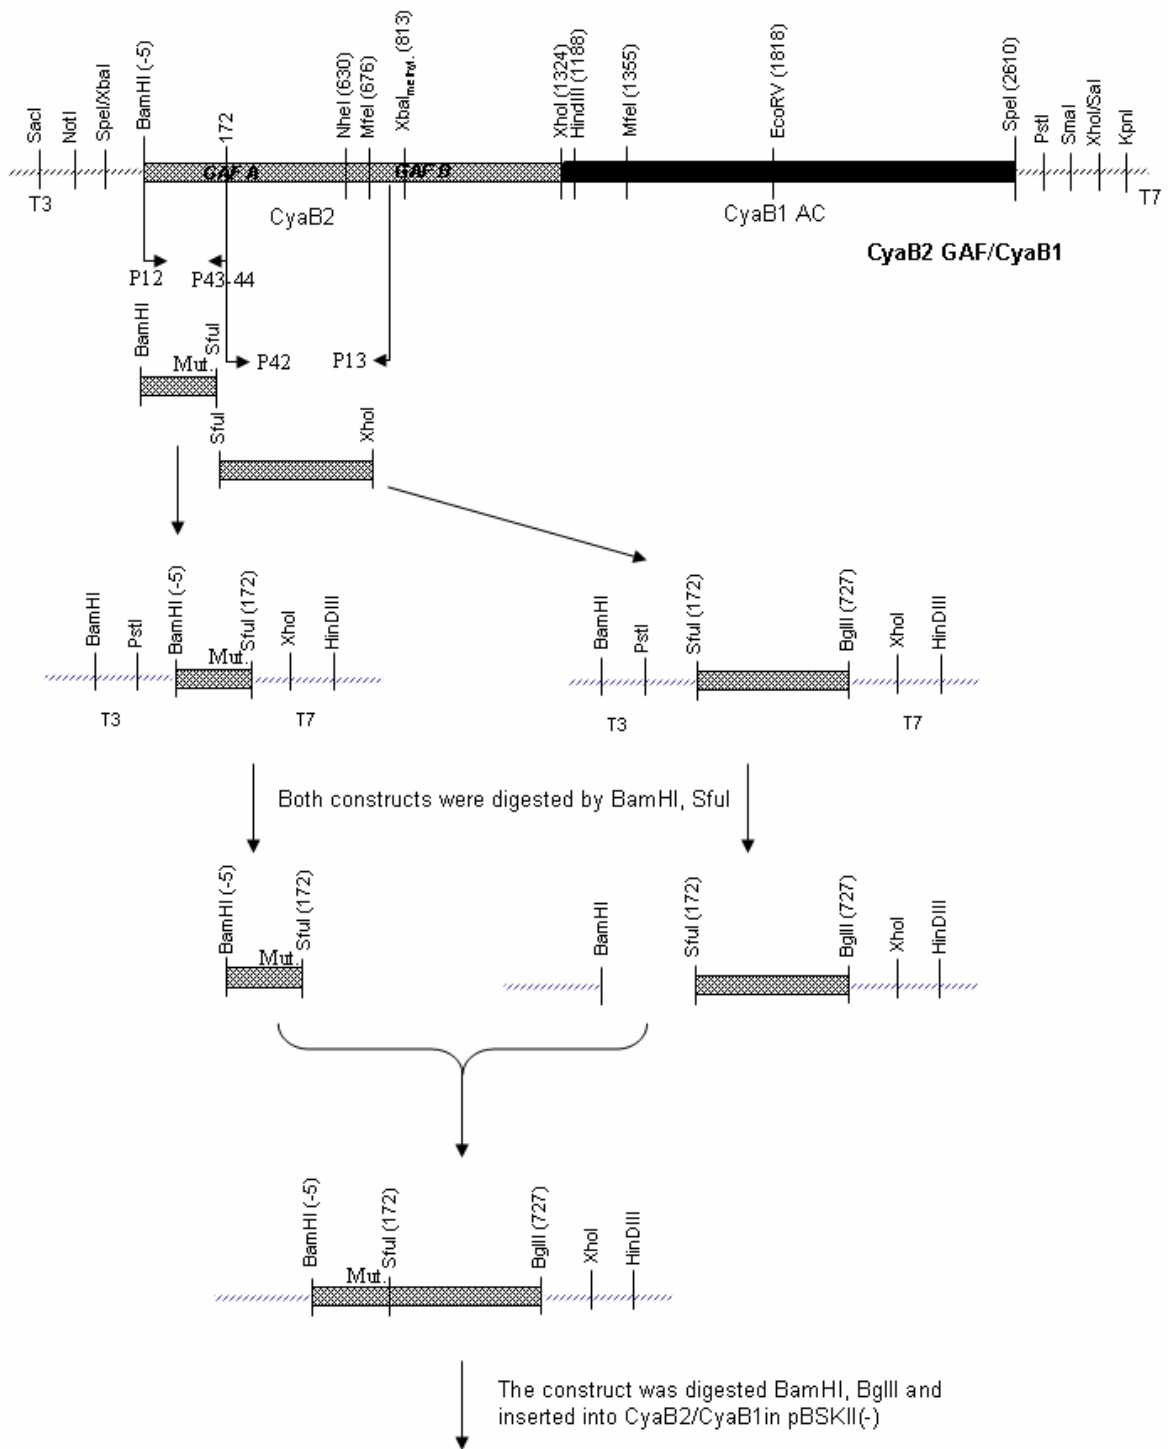 SacI
NotI
SpeI/XbaI
BamHI (-5)
172
NheI (630)
MfeI (676)
XbaI methyl. (813)
XhoI (1324)
HindIII (1188)
MfeI (1355)
EcoRV (1818)
SpeI (2610)
PstI
SmaI
XhoI/Sal
KpnI
GAF A
GAF B
T3
CyaB2
CyaB1 AC
T7
CyaB2 GAF/CyaB1
P12
P43-44
BamHI
Mut.
SfuI
P42
P13
SfuI
XhoI
BamHI
PstI
BamHI (-5)
Mut.
SfuI (172)
XhoI
HinDIII
T3
T7
BamHI
PstI
SfuI (172)
BglII (727)
XhoI
HinDIII
T3
T7
Both constructs were digested by BamHI, SfuI
BamHI (-5)
Mut.
SfuI (172)
BamHI
SfuI (172)
BglII (727)
XhoI
HinDIII
BamHI (-5)
Mut.
SfuI (172)
BglII (727)
XhoI
HinDIII
The construct was digested BamHI, BglII and
inserted into CyaB2/CyaB1in pBSKII(-)